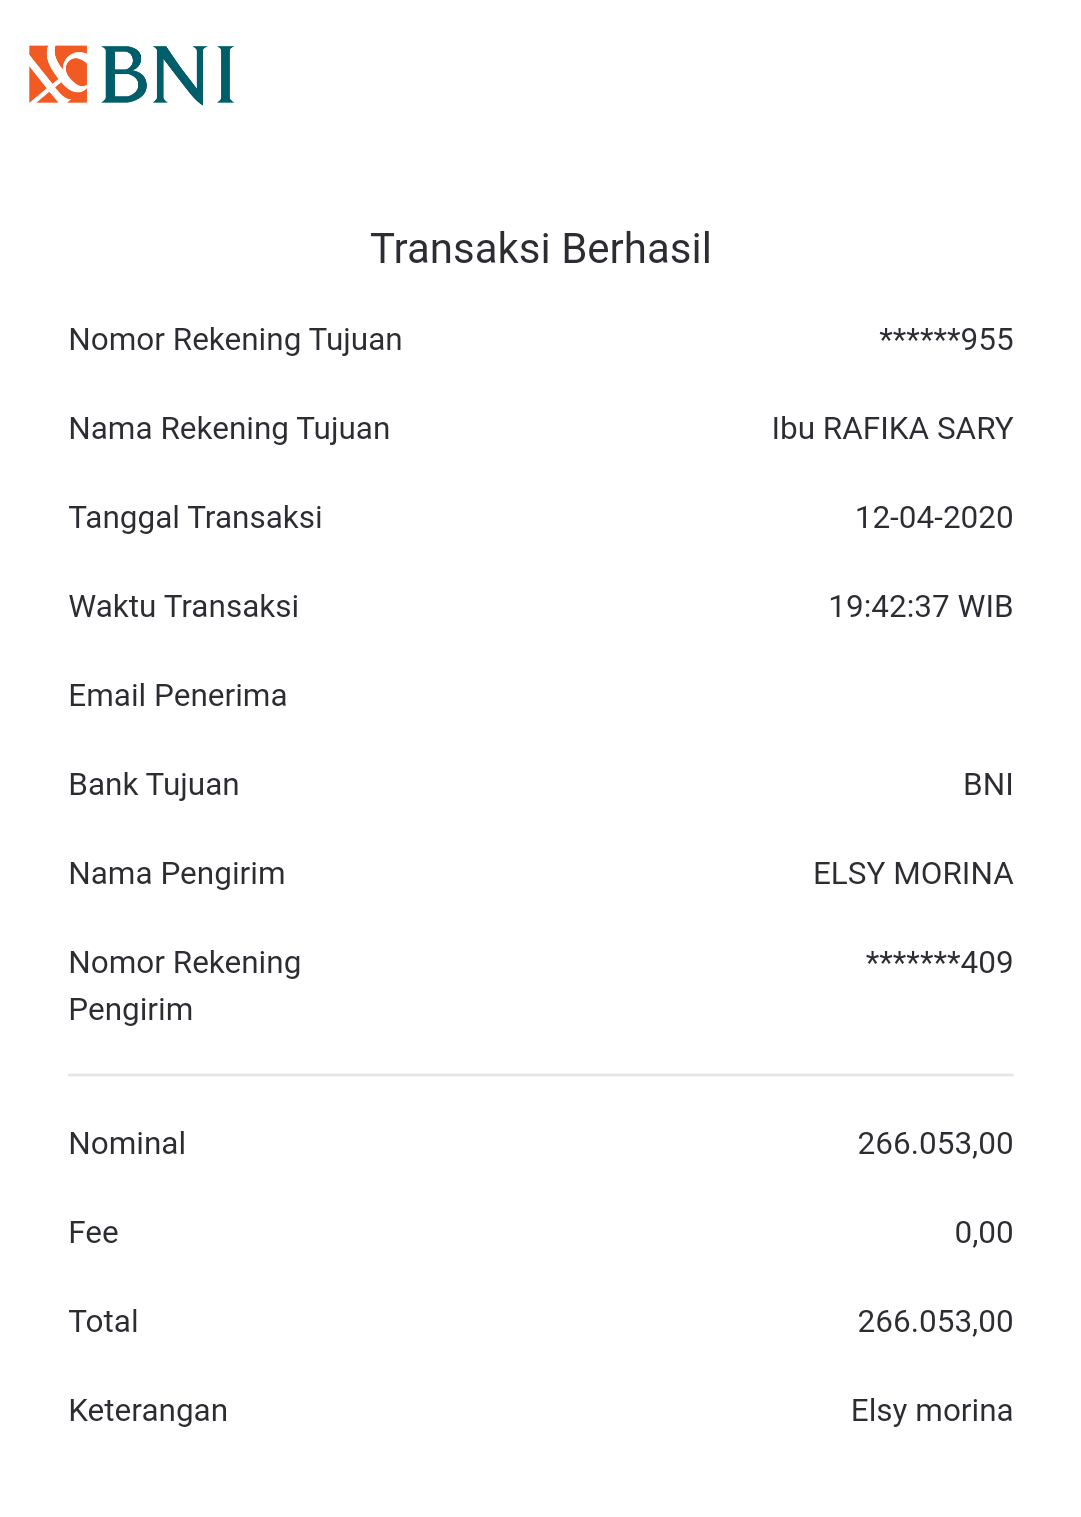 BNI
Transaksi Berhasil
Nomor Rekening Tujuan ******955
Nama Rekening Tujuan Ibu RAFIKA SARY
Tanggal Transaksi 12-04-2020
Waktu Transaksi 19:42:37 WIB
Email Penerima
Bank Tujuan BNI
Nama Pengirim ELSY MORINA
Nomor Rekening *******409
Pengirim
Nominal 266.053,00
Fee 0,00
Total 266.053,00
Keterangan Elsy morina